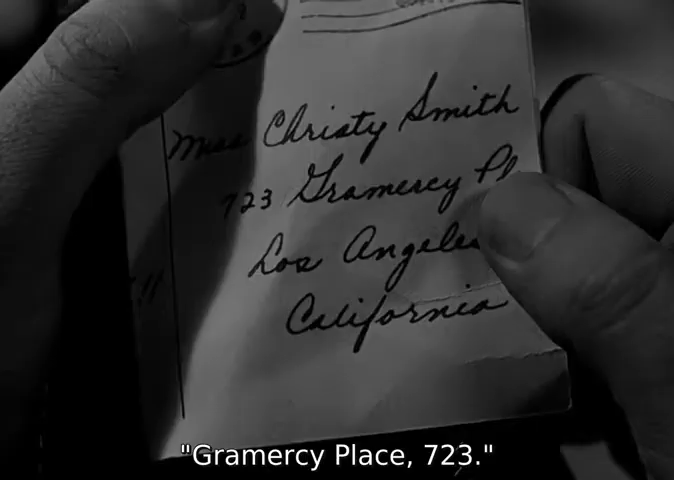 Miss Christy Smith
723 Gramercy Pl
Los Angeles
California
"Gramercy Place, 723."